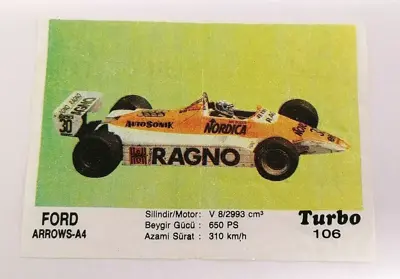 30
AUTOSONIK
NORDICA
RAGNO
FORD
ARROWS-A4
Silindir/Motor: V 8/2993 cm³
Beygir Gücü : 650 PS
Azami Sürat : 310 km/h
Turbo
106